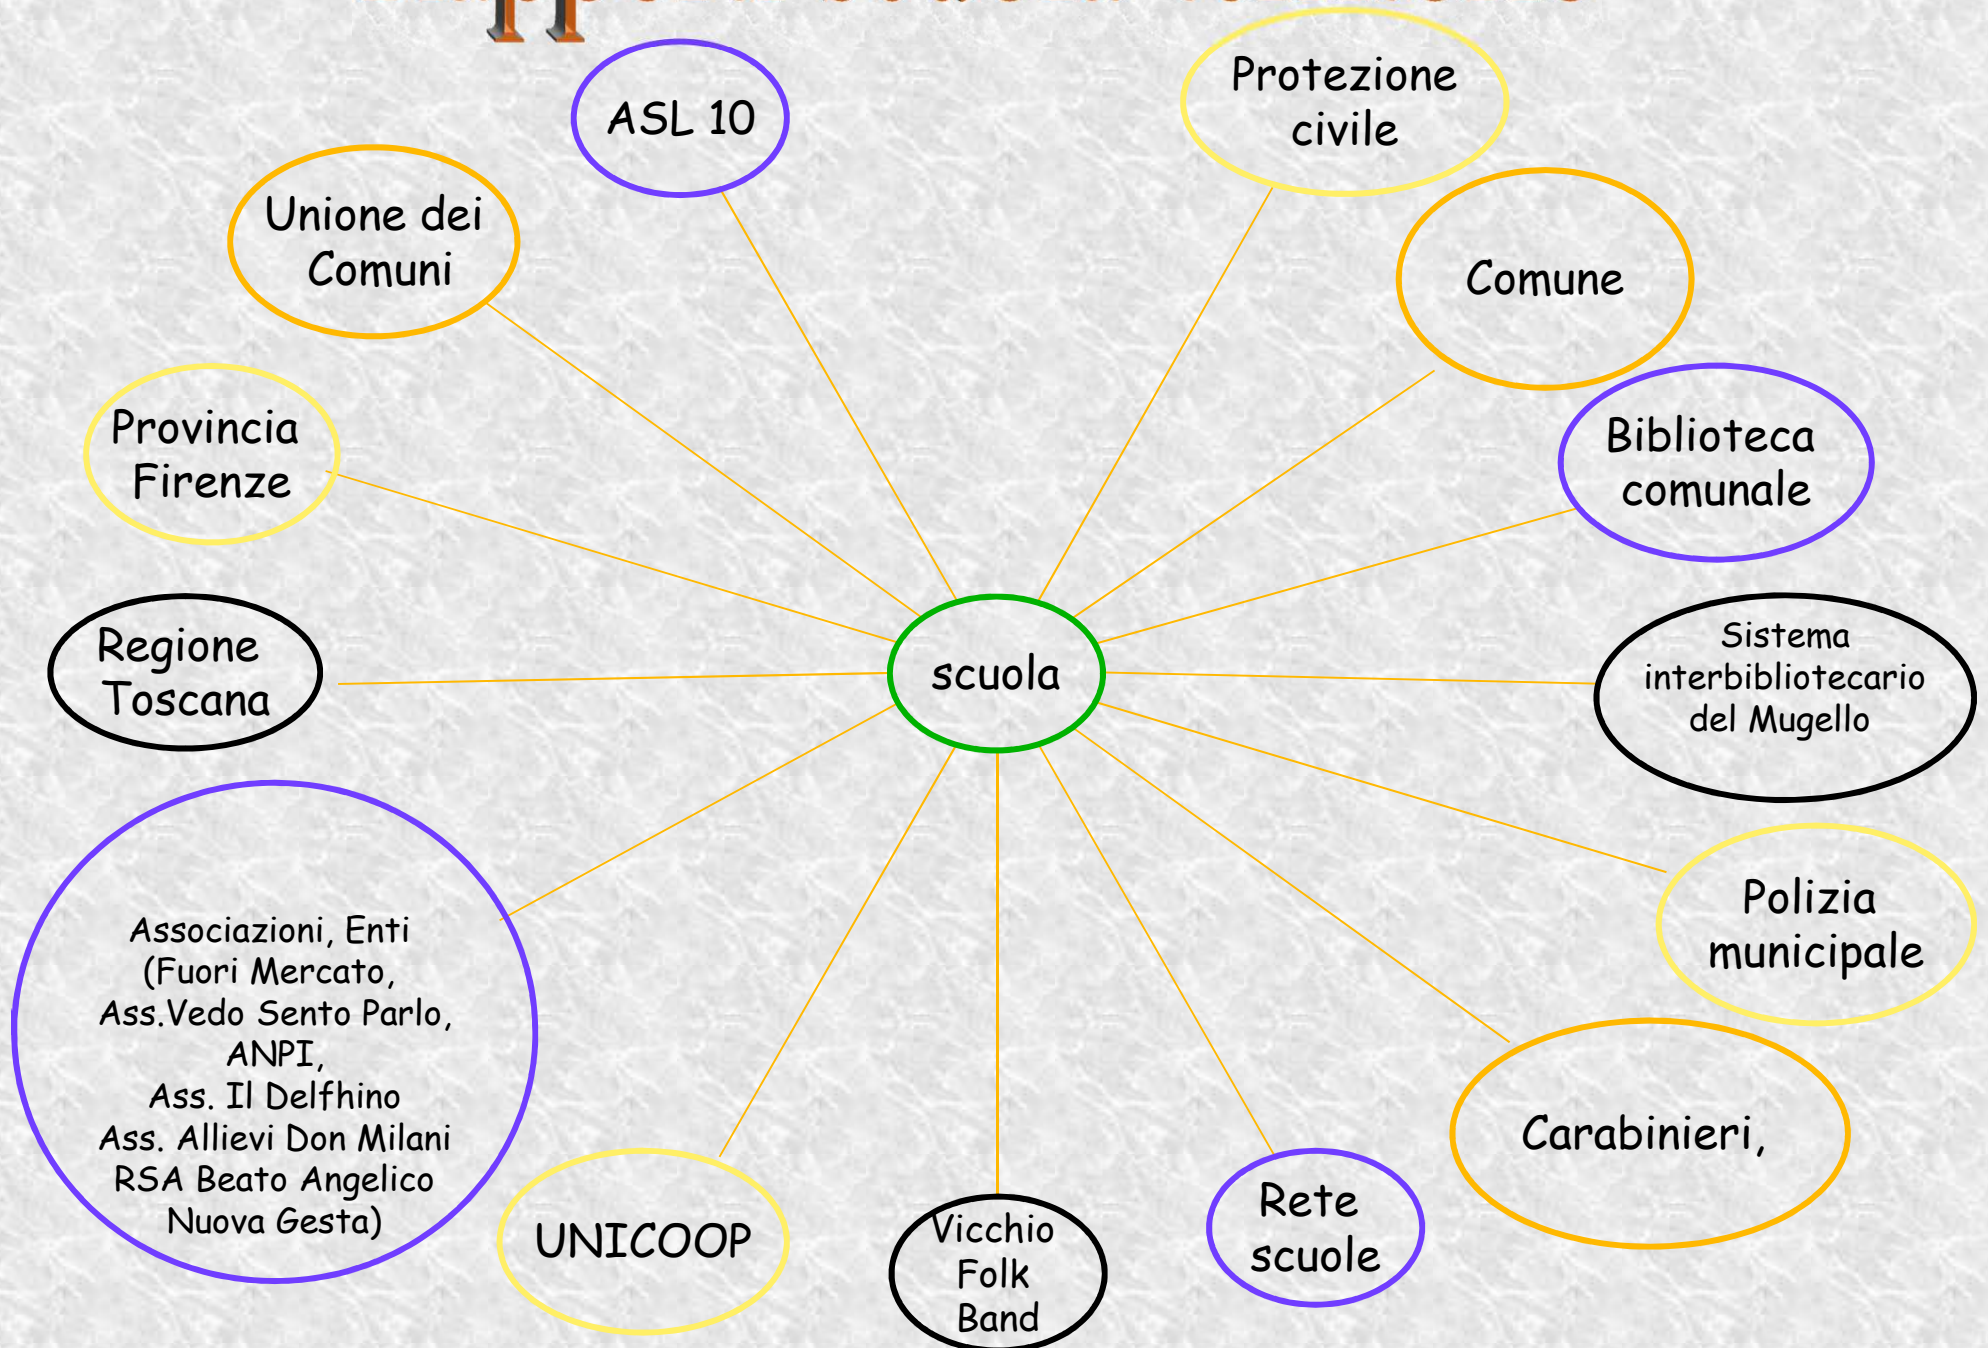 ASL 10
Protezione
civile
Unione dei
Comuni
Comune
Provincia
Firenze
Biblioteca
comunale
Regione
Toscana
scuola
Sistema
interbibliotecario
del Mugello
Associazioni, Enti
(Fuori Mercato,
Ass.Vedo Sento Parlo,
ANPI,
Ass. Il Delfhino
Ass. Allievi Don Milani
RSA Beato Angelico
Nuova Gesta)
Polizia
municipale
Carabinieri,
UNICOOP
Vicchio
Folk
Band
Rete
scuole